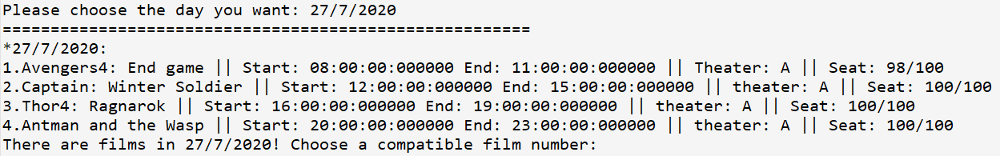 Please choose the day you want: 27/7/2020
=======================================================
*27/7/2020:
1.Avengers4: End game || Start: 08:00:00:000000 End: 11:00:00:000000 || Theater: A || Seat: 98/100
2.Captain: Winter Soldier || Start: 12:00:00:000000 End: 15:00:00:000000 || theater: A || Seat: 100/100
3.Thor4: Ragnarok || Start: 16:00:00:000000 End: 19:00:00:000000 || theater: A || Seat: 100/100
4.Antman and the Wasp || Start: 20:00:00:000000 End: 23:00:00:000000 || theater: A || Seat: 100/100
There are films in 27/7/2020! Choose a compatible film number: